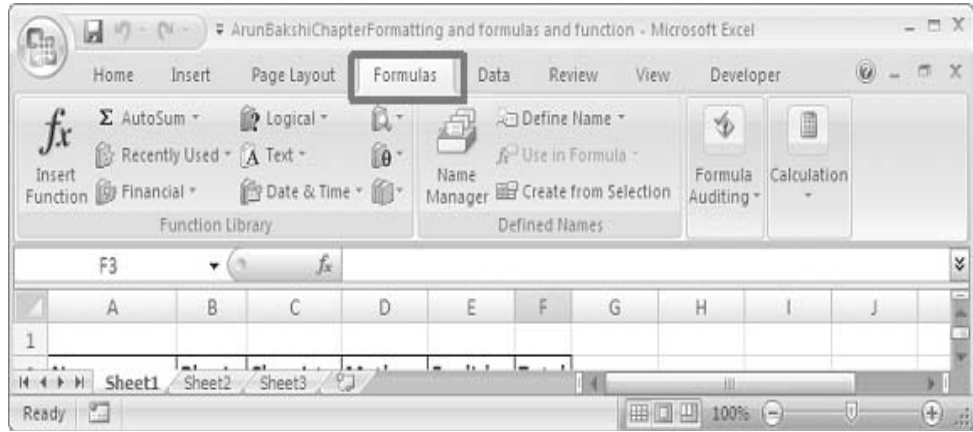 ArunBakshiChapterFormatting and formulas and function - Microsoft Excel
Home Insert Page Layout Formulas Data Review View Developer
fx Insert Function
Σ AutoSum
Recently Used
Financial
Logical
A Text
Date & Time
θ
Function Library
Name Manager
Define Name
Use in Formula
Create from Selection
Defined Names
Formula Auditing
Calculation
F3 fx
A B C D E F G H I J
1
Sheet1 Sheet2 Sheet3
Ready 100%